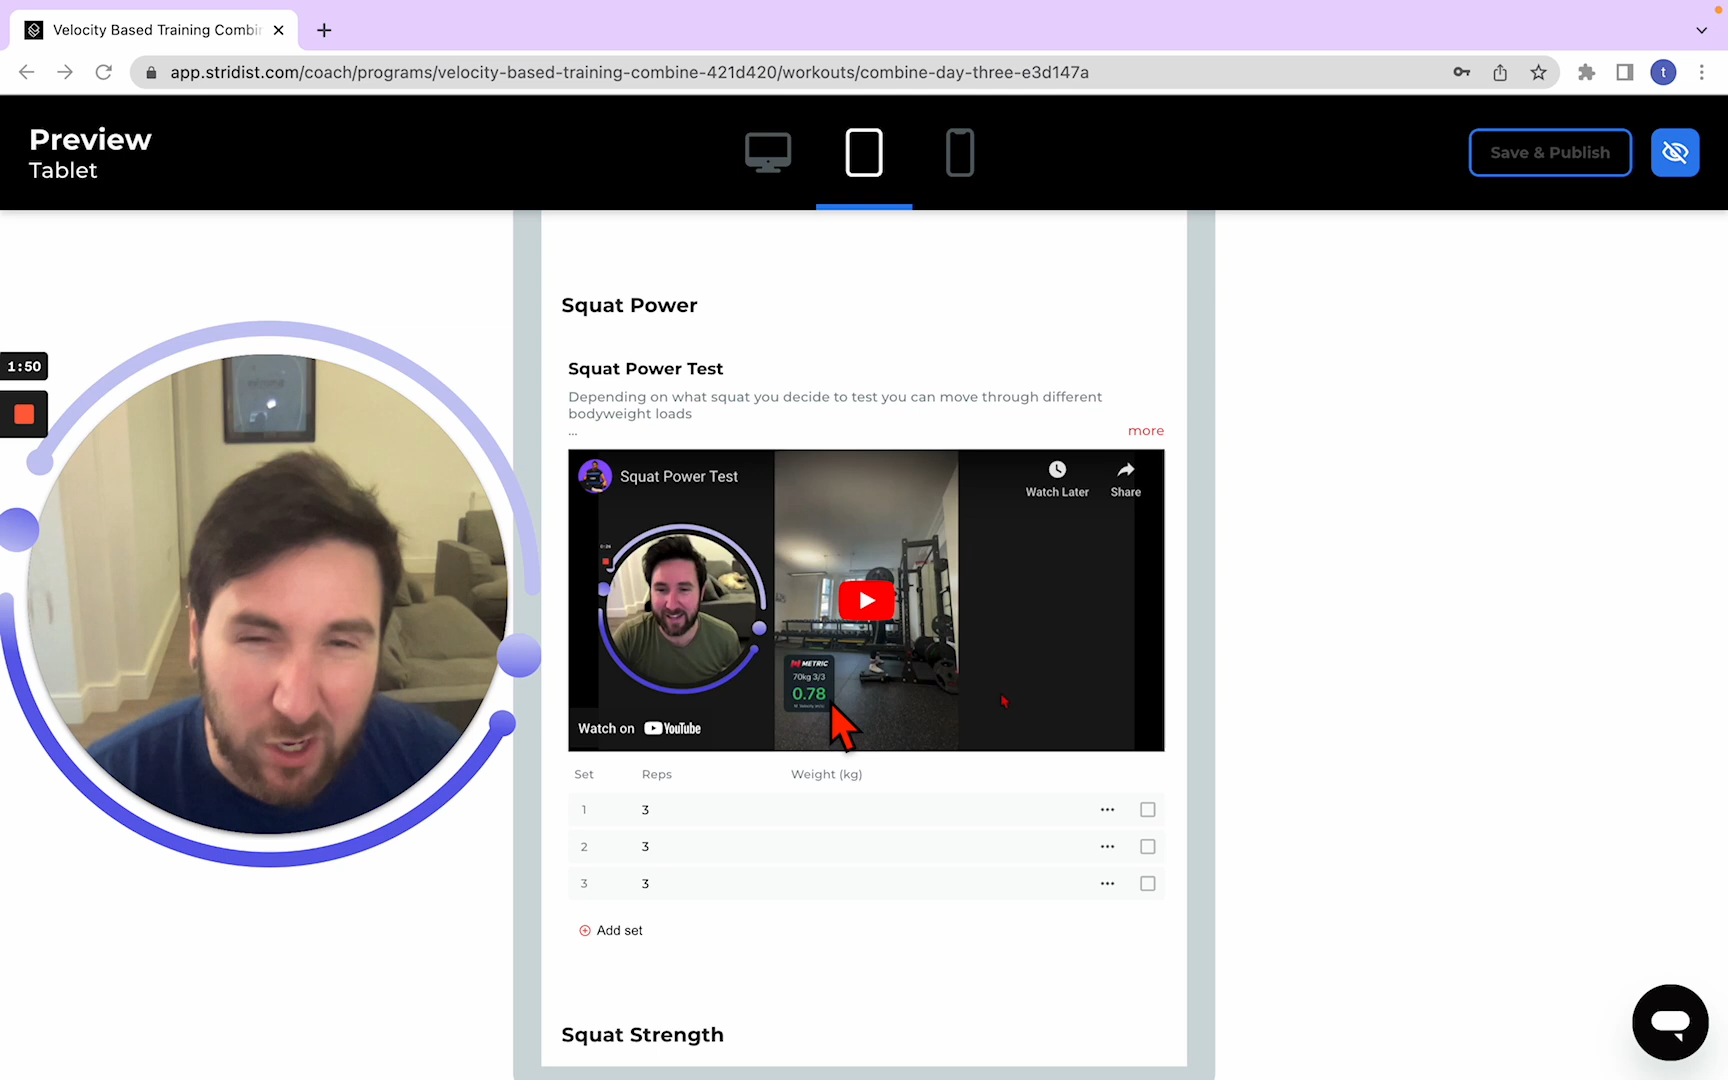 Velocity Based Training Combi
app.stridist.com/coach/programs/velocity-based-training-combine-421d420/workouts/combine-day-three-e3d147a
t
Preview
Tablet
Save & Publish
1:50
Squat Power
Squat Power Test
Depending on what squat you decide to test you can move through different
bodyweight loads
...
more
Squat Power Test
Watch Later
Share
METRIC
70kg 3/3
0.78
Watch on YouTube
Set Reps Weight (kg)
1 3
2 3
3 3
Add set
Squat Strength